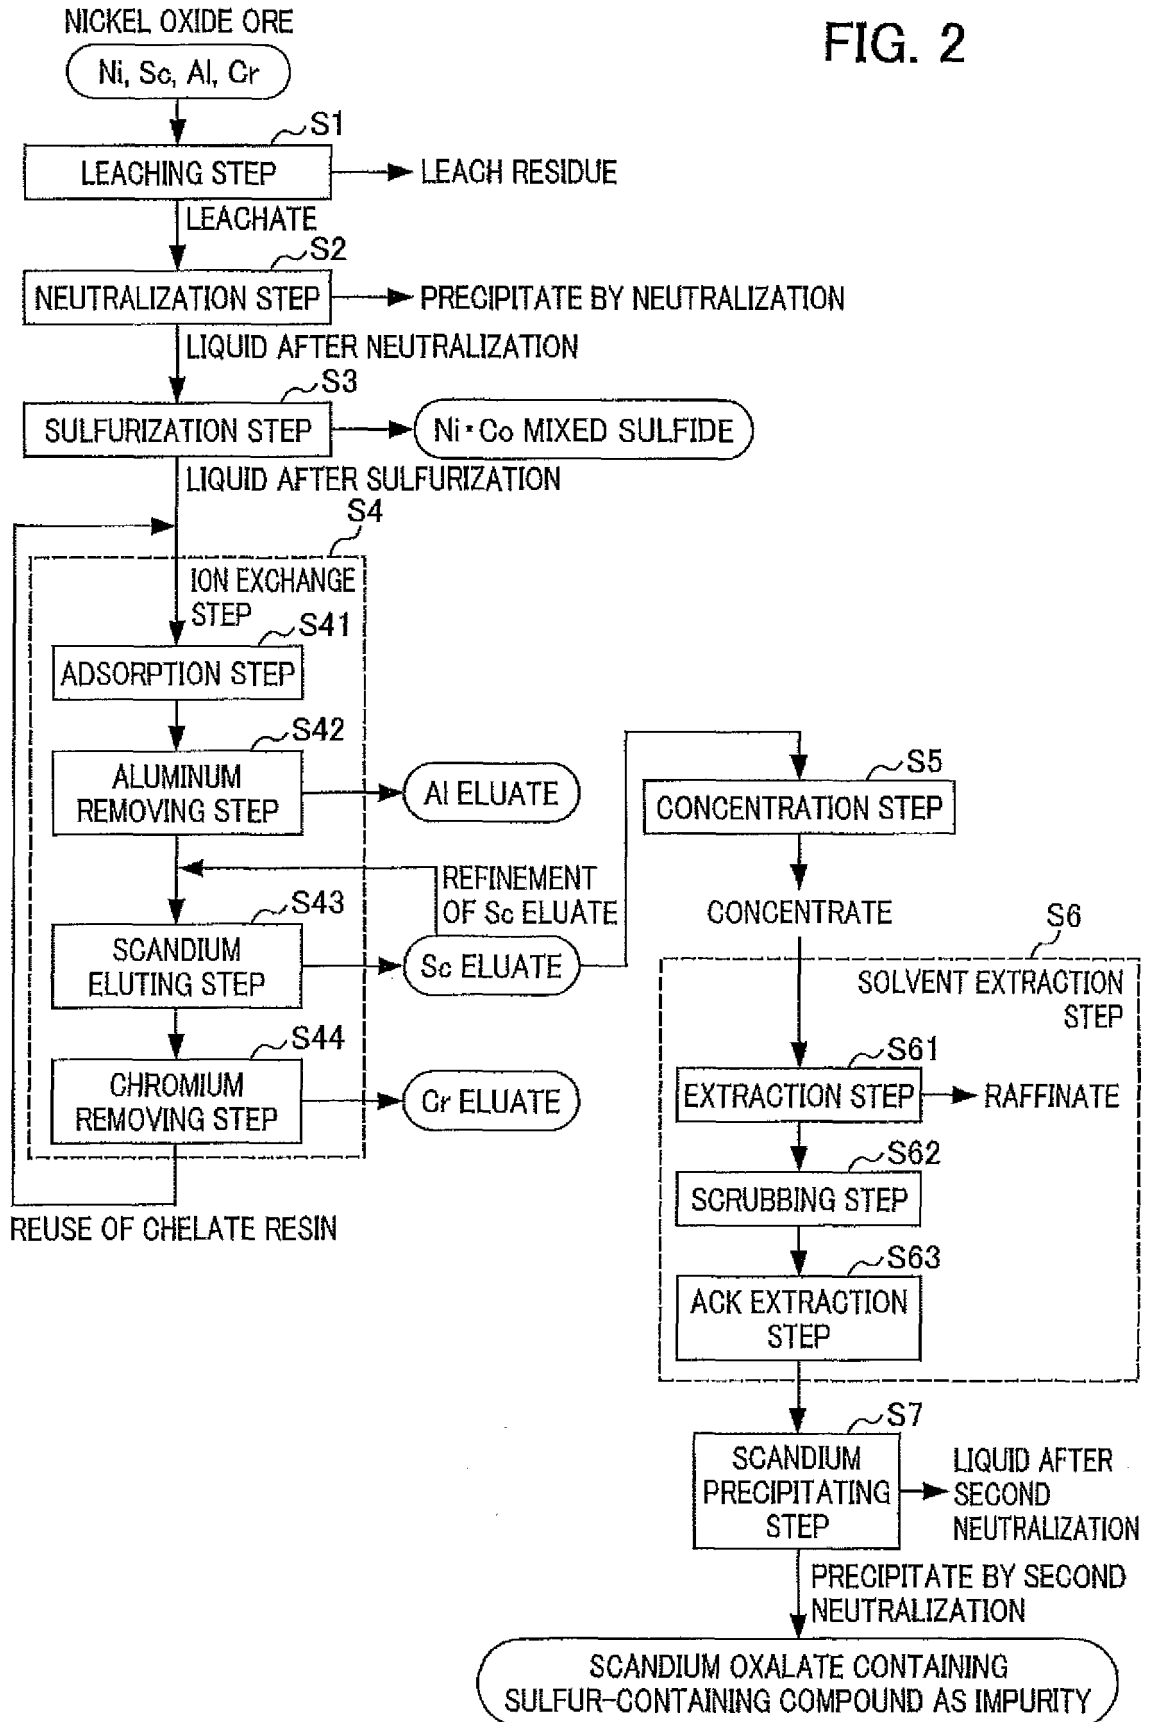 FIG. 2
NICKEL OXIDE ORE
Ni, Sc, Al, Cr
S1
LEACHING STEP
LEACH RESIDUE
LEACHATE
S2
NEUTRALIZATION STEP
PRECIPITATE BY NEUTRALIZATION
LIQUID AFTER NEUTRALIZATION
S3
SULFURIZATION STEP
Ni・Co MIXED SULFIDE
LIQUID AFTER SULFURIZATION
S4
ION EXCHANGE
STEP
S41
ADSORPTION STEP
S42
ALUMINUM
REMOVING STEP
Al ELUATE
REFINEMENT
OF Sc ELUATE
S43
SCANDIUM
ELUTING STEP
Sc ELUATE
S44
CHROMIUM
REMOVING STEP
Cr ELUATE
REUSE OF CHELATE RESIN
S5
CONCENTRATION STEP
CONCENTRATE
S6
SOLVENT EXTRACTION
STEP
S61
EXTRACTION STEP
RAFFINATE
S62
SCRUBBING STEP
S63
ACK EXTRACTION
STEP
S7
SCANDIUM
PRECIPITATING
STEP
LIQUID AFTER
SECOND
NEUTRALIZATION
PRECIPITATE BY SECOND
NEUTRALIZATION
SCANDIUM OXALATE CONTAINING
SULFUR-CONTAINING COMPOUND AS IMPURITY